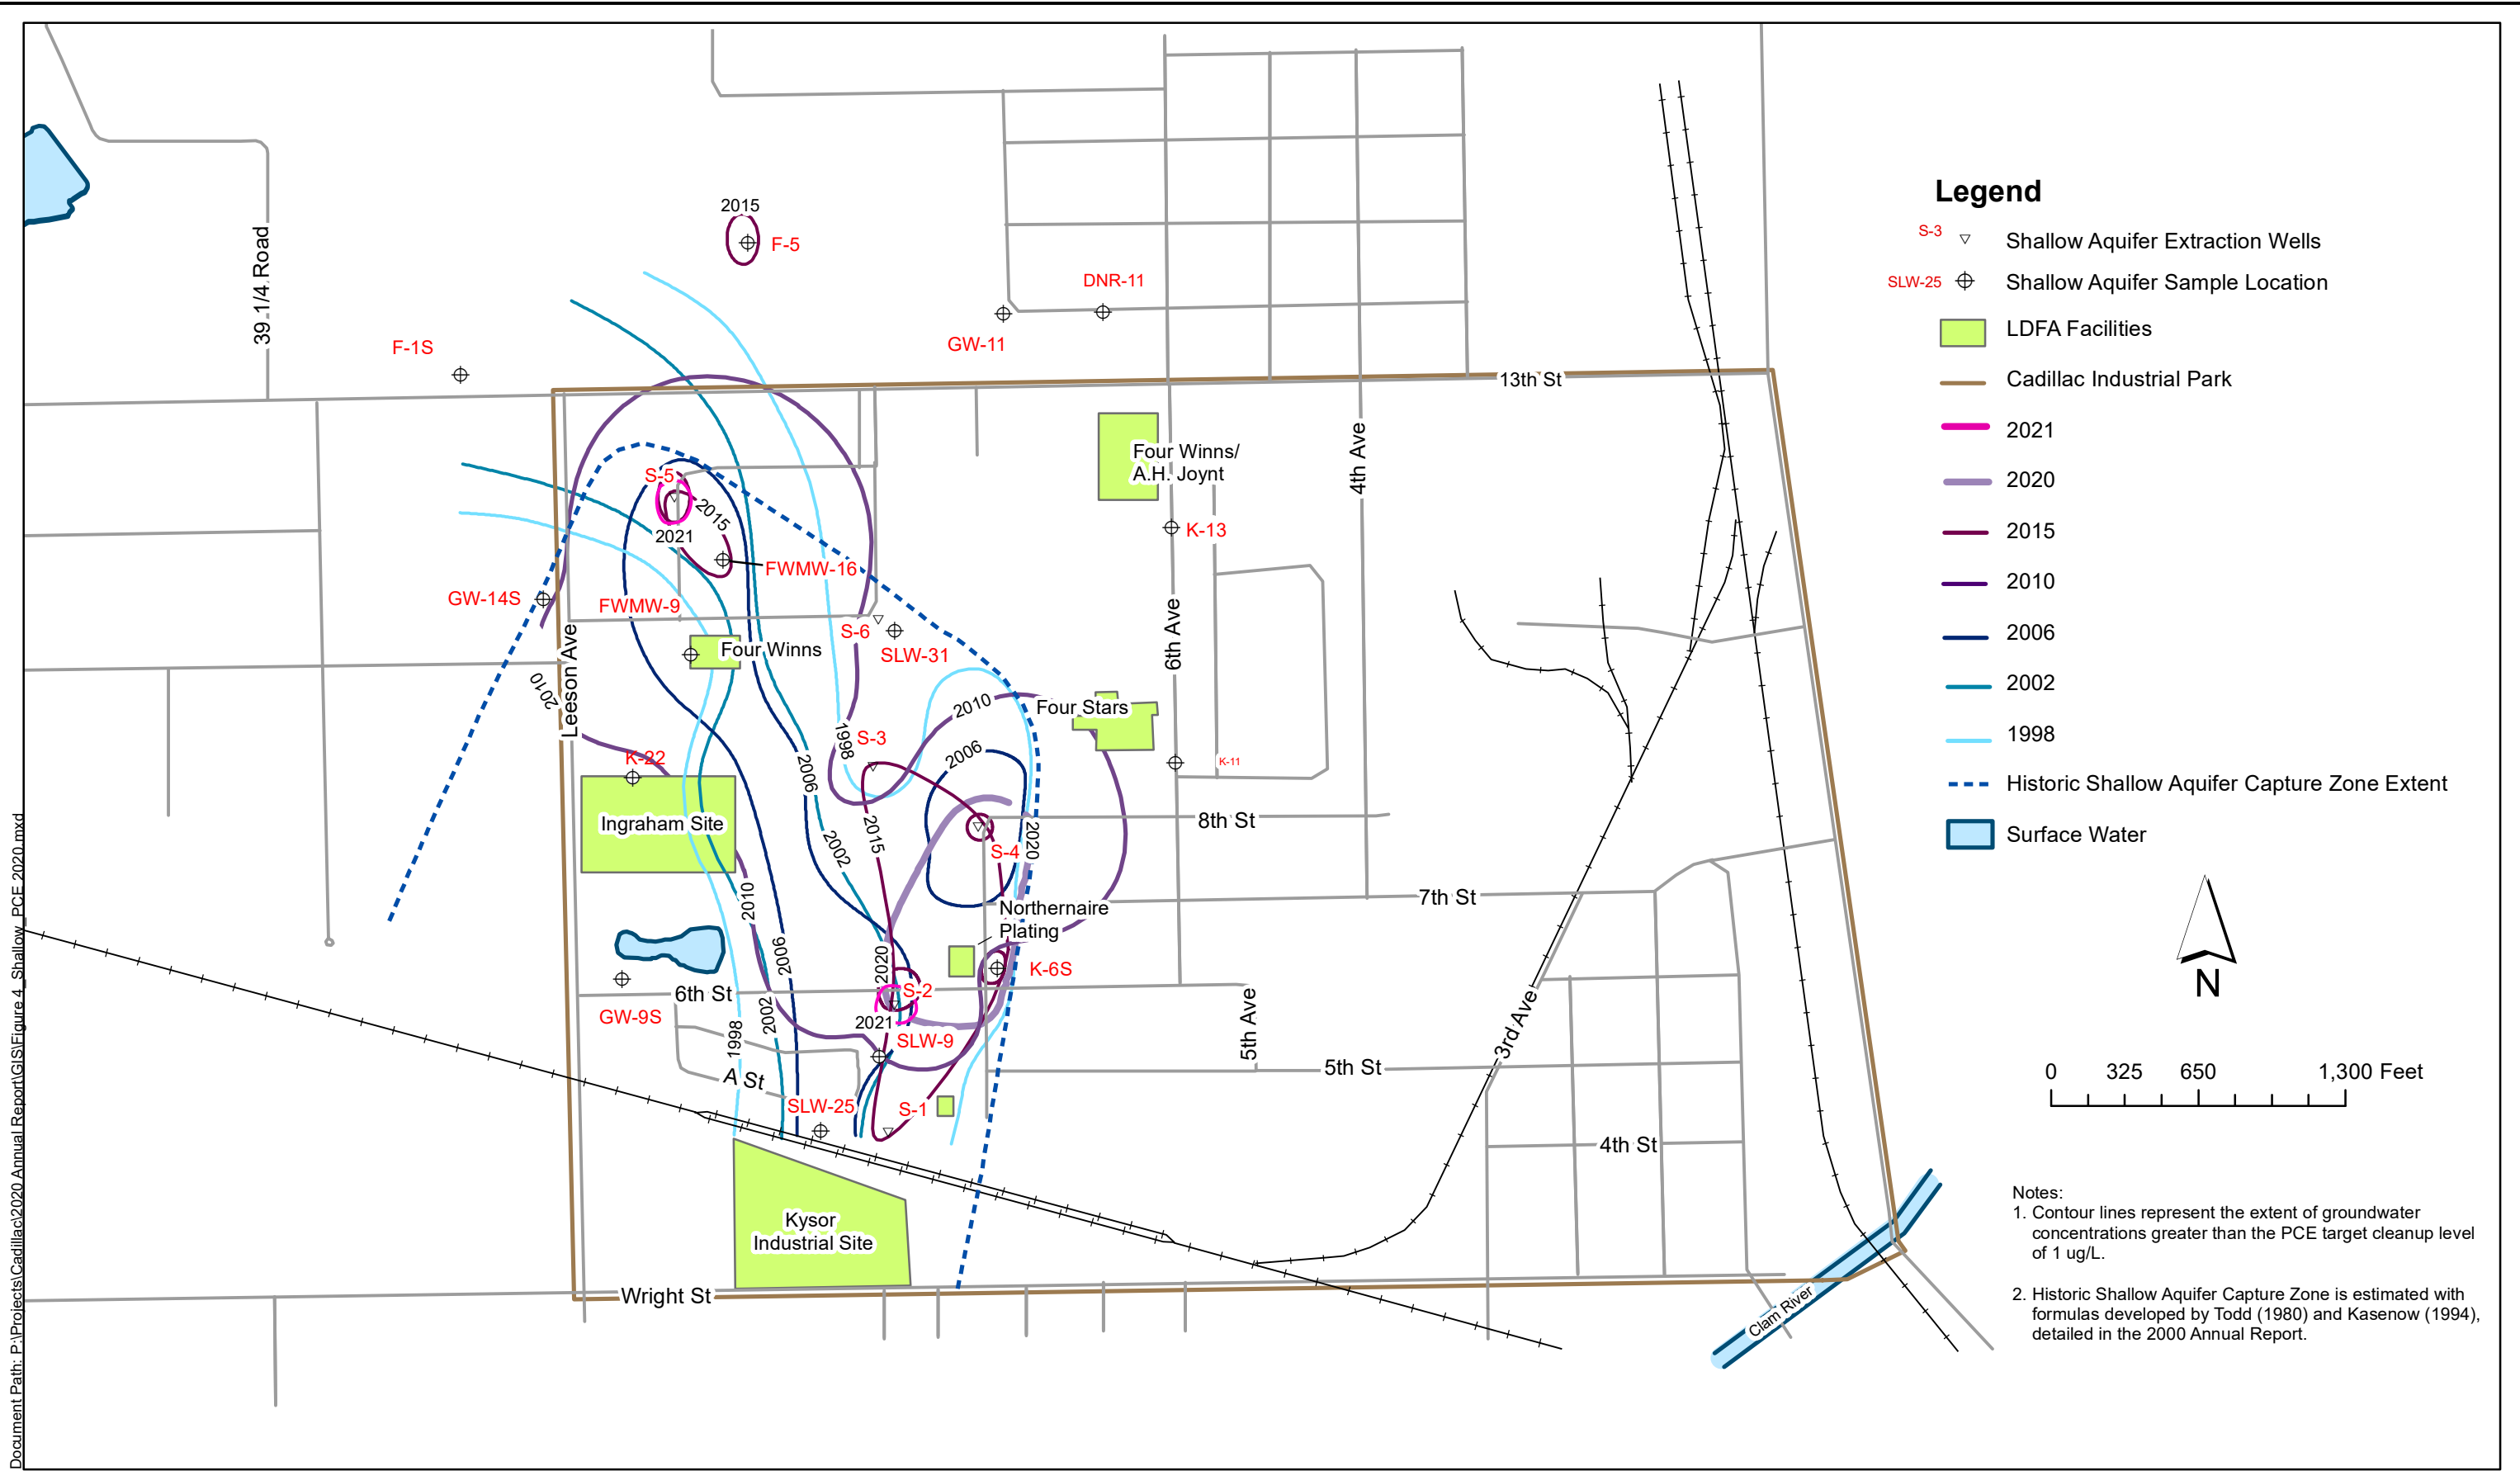 2015
F-5
DNR-11
GW-11
F-1S
39.1/4 Road
13th St
S-5
2015
2021
FWMW-16
GW-14S
FWMW-9
S-6
SLW-31
Four Winns
Four Winns/
A.H. Joynt
K-13
4th Ave
6th Ave
Leeson Ave
2010
K-22
Ingraham Site
1998
S-3
2010
2006
Four Stars
K-11
2006
2002
2015
S-4
2020
8th St
7th St
Northernaire
Plating
K-6S
2010
2006
2020
S-2
2021
SLW-9
6th St
GW-9S
1998
2002
A St
SLW-25
S-1
5th Ave
5th St
3rd Ave
4th St
Kysor
Industrial Site
Wright St
Clam River
Legend
S-3
Shallow Aquifer Extraction Wells
SLW-25
Shallow Aquifer Sample Location
LDFA Facilities
Cadillac Industrial Park
2021
2020
2015
2010
2006
2002
1998
Historic Shallow Aquifer Capture Zone Extent
Surface Water
N
0 325 650 1,300 Feet
Notes:
1. Contour lines represent the extent of groundwater
concentrations greater than the PCE target cleanup level
of 1 ug/L.
2. Historic Shallow Aquifer Capture Zone is estimated with
formulas developed by Todd (1980) and Kasenow (1994),
detailed in the 2000 Annual Report.
Document Path: P:\Projects\Cadillac\2020 Annual Report\GIS\Figure 4_Shallow_PCE 2020.mxd